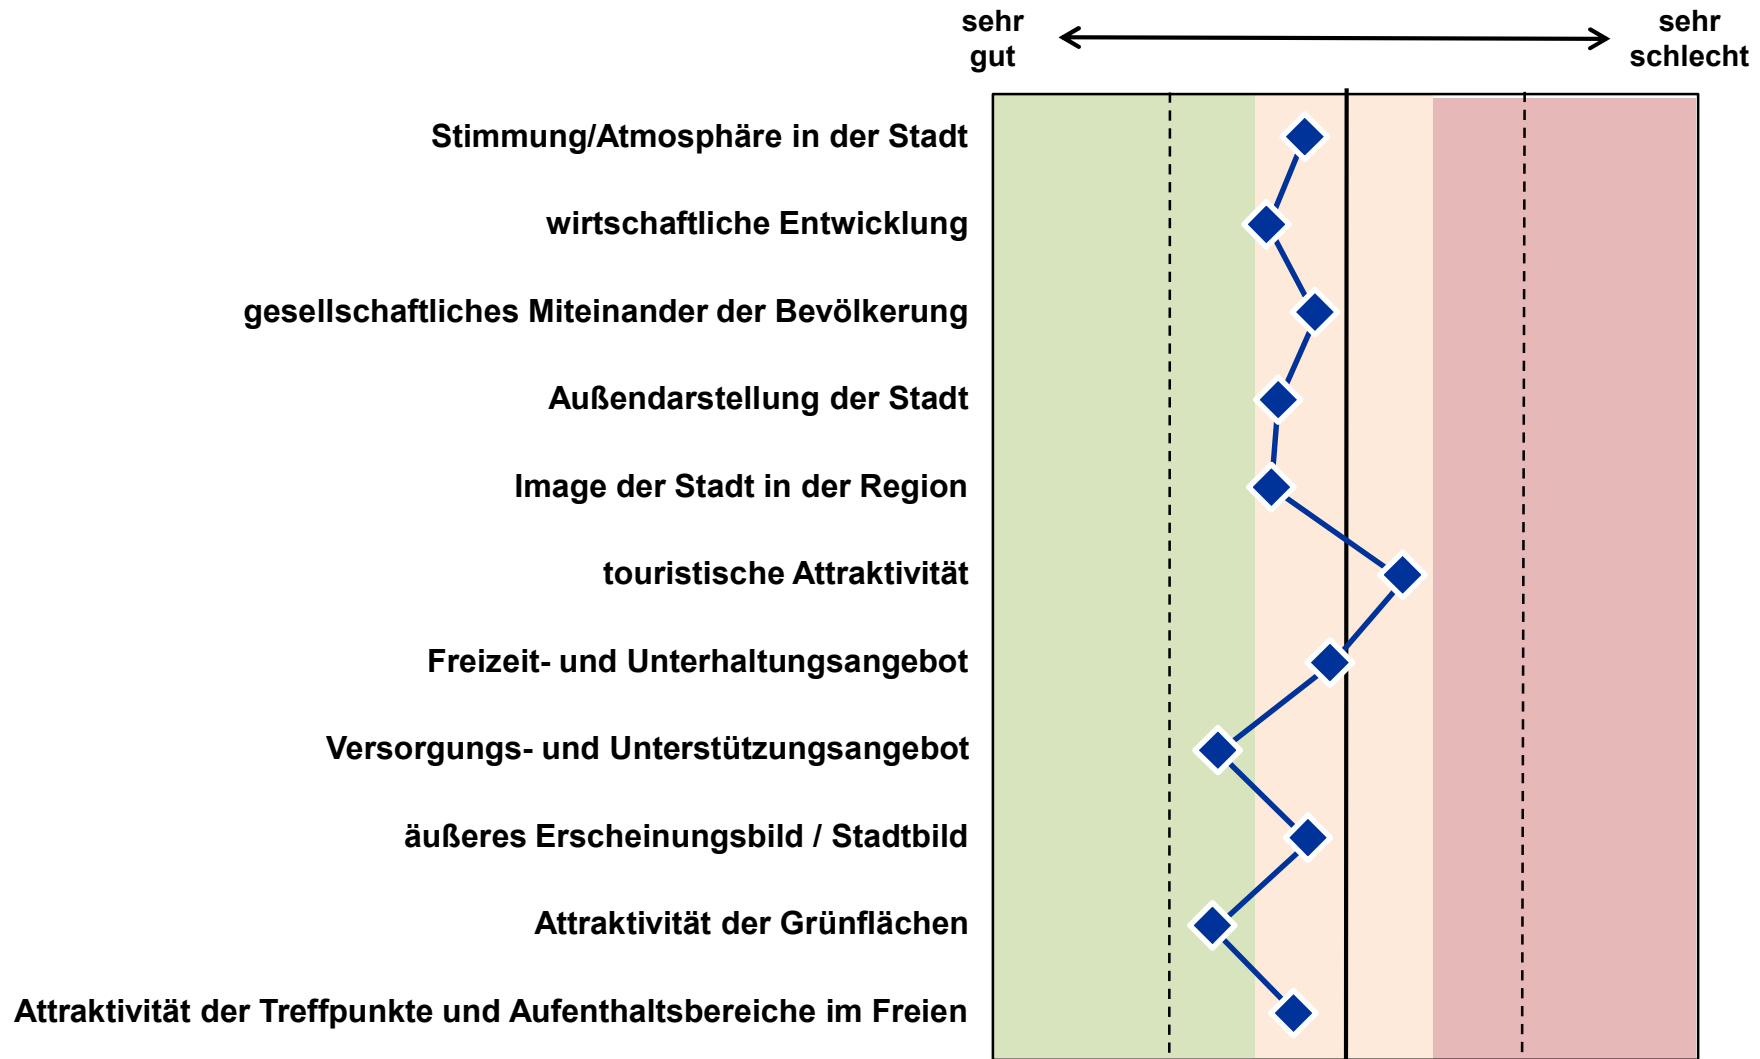 sehr
gut
sehr
schlecht
Stimmung/Atmosphäre in der Stadt
wirtschaftliche Entwicklung
gesellschaftliches Miteinander der Bevölkerung
Außendarstellung der Stadt
Image der Stadt in der Region
touristische Attraktivität
Freizeit- und Unterhaltungsangebot
Versorgungs- und Unterstützungsangebot
äußeres Erscheinungsbild / Stadtbild
Attraktivität der Grünflächen
Attraktivität der Treffpunkte und Aufenthaltsbereiche im Freien